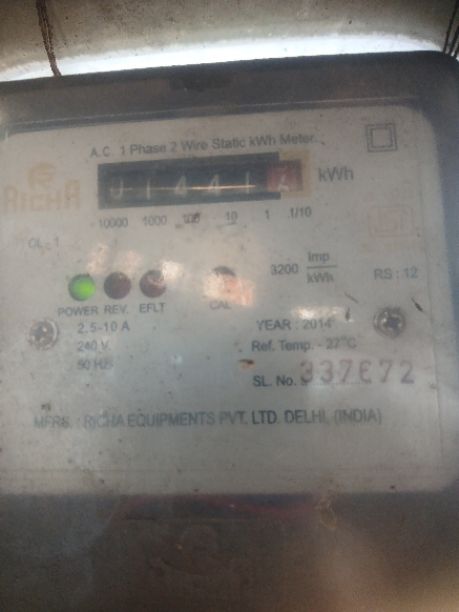 A.C. 1 Phase 2 Wire Static kWh Meter.
RICHA
01441 kWh
10000 1000 100 10 1 1/10
CL. 1
3200 Imp/kWh
RS : 12
POWER REV. EFLT CAL
2.5-10 A
240 V
50 Hz
YEAR : 2014
Ref. Temp. - 27°C
SL. No.
MFRS. : RICHA EQUIPMENTS PVT. LTD. DELHI, (INDIA)